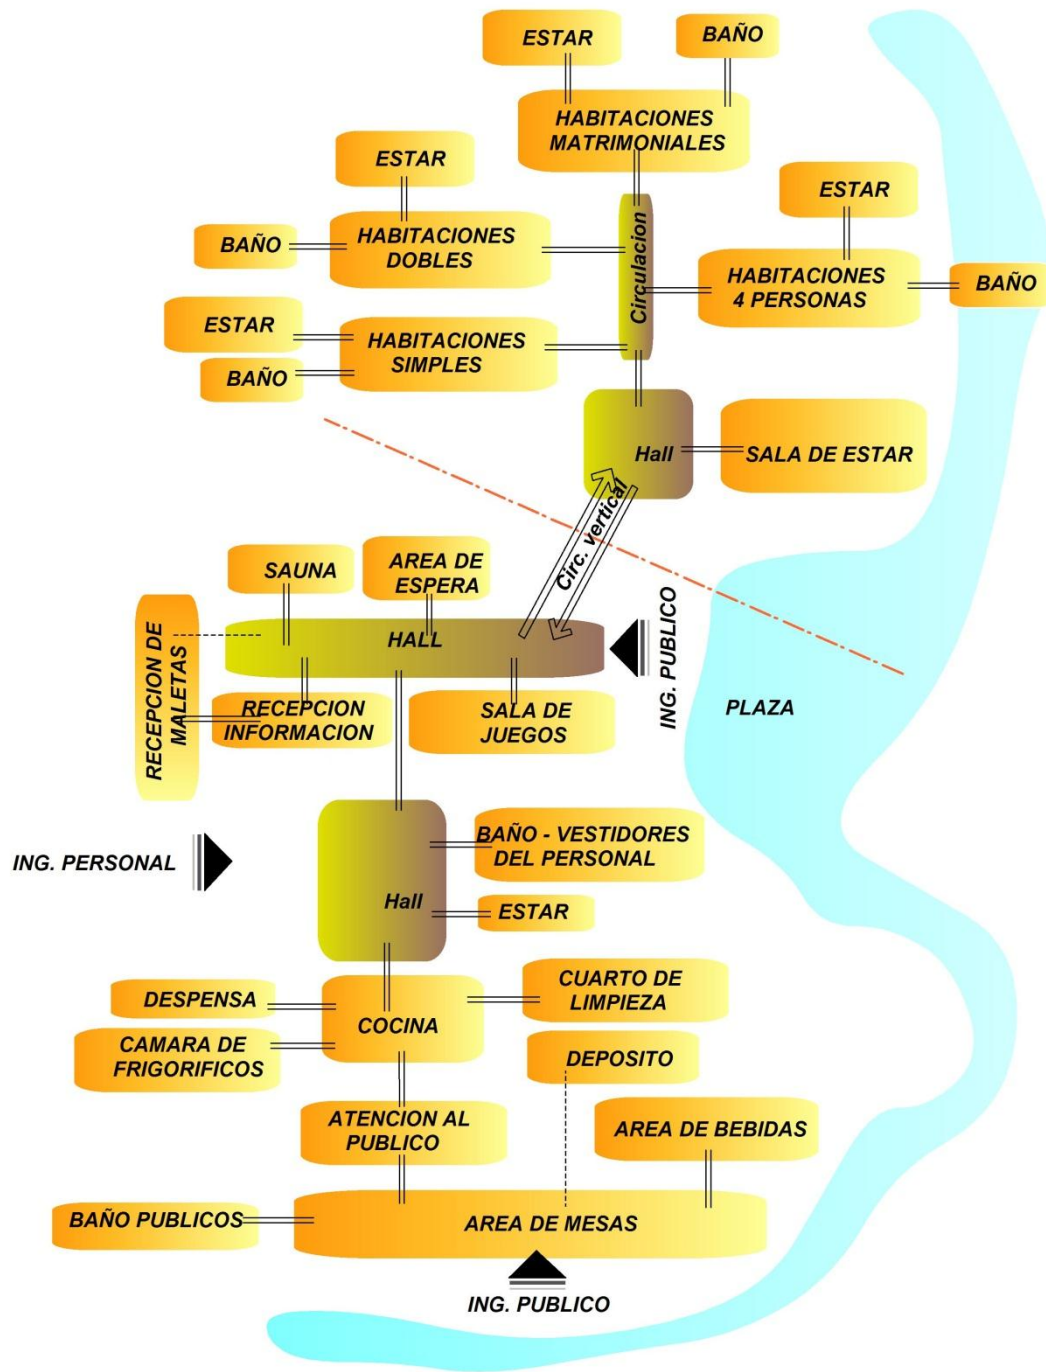 ESTAR
BAÑO
HABITACIONES
MATRIMONIALES
ESTAR
ESTAR
BAÑO
HABITACIONES
DOBLES
Circulacion
HABITACIONES
4 PERSONAS
BAÑO
ESTAR
HABITACIONES
SIMPLES
BAÑO
Hall
SALA DE ESTAR
Circ. vertical
SAUNA
AREA DE
ESPERA
HALL
ING. PUBLICO
RECEPCION DE
MALETAS
RECEPCION
INFORMACION
SALA DE
JUEGOS
PLAZA
ING. PERSONAL
BAÑO - VESTIDORES
DEL PERSONAL
Hall
ESTAR
DESPENSA
CUARTO DE
LIMPIEZA
COCINA
CAMARA DE
FRIGORIFICOS
DEPOSITO
ATENCION AL
PUBLICO
AREA DE BEBIDAS
BAÑO PUBLICOS
AREA DE MESAS
ING. PUBLICO